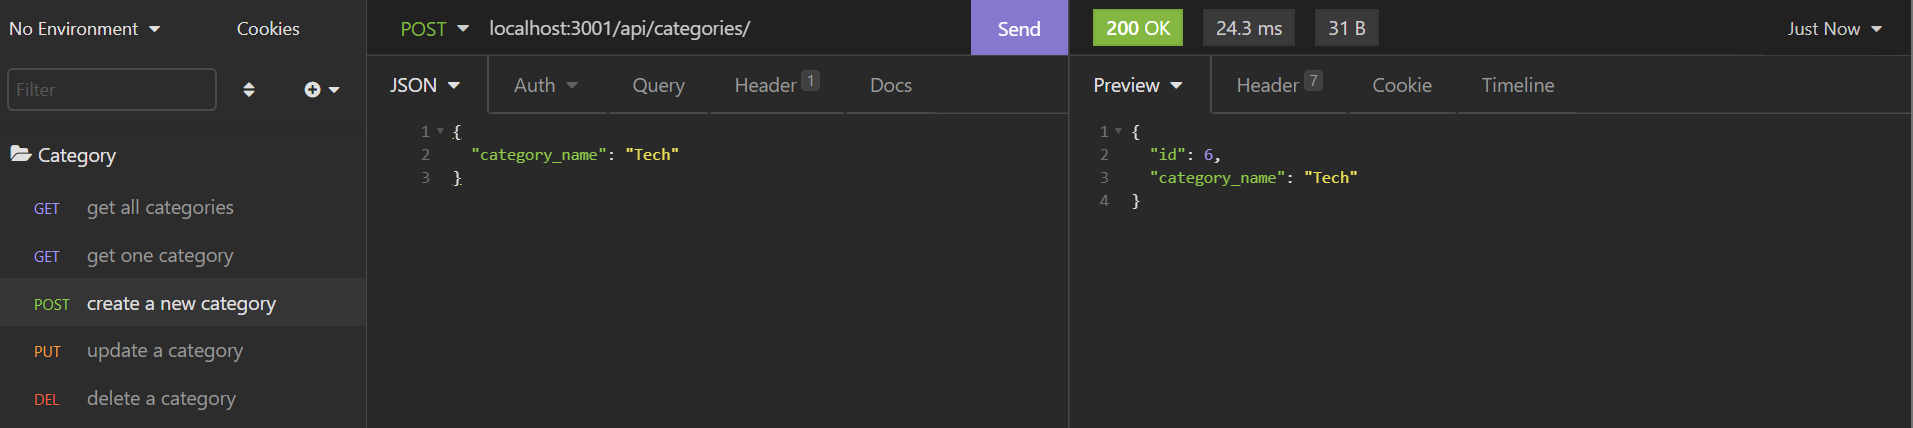 No Environment
Cookies
Filter
Category
GET get all categories
GET get one category
POST create a new category
PUT update a category
DEL delete a category
POST localhost:3001/api/categories/ Send
JSON Auth Query Header 1 Docs
1 {
2 "category_name": "Tech"
3 }
200 OK 24.3 ms 31 B Just Now
Preview Header 7 Cookie Timeline
1 {
2 "id": 6,
3 "category_name": "Tech"
4 }